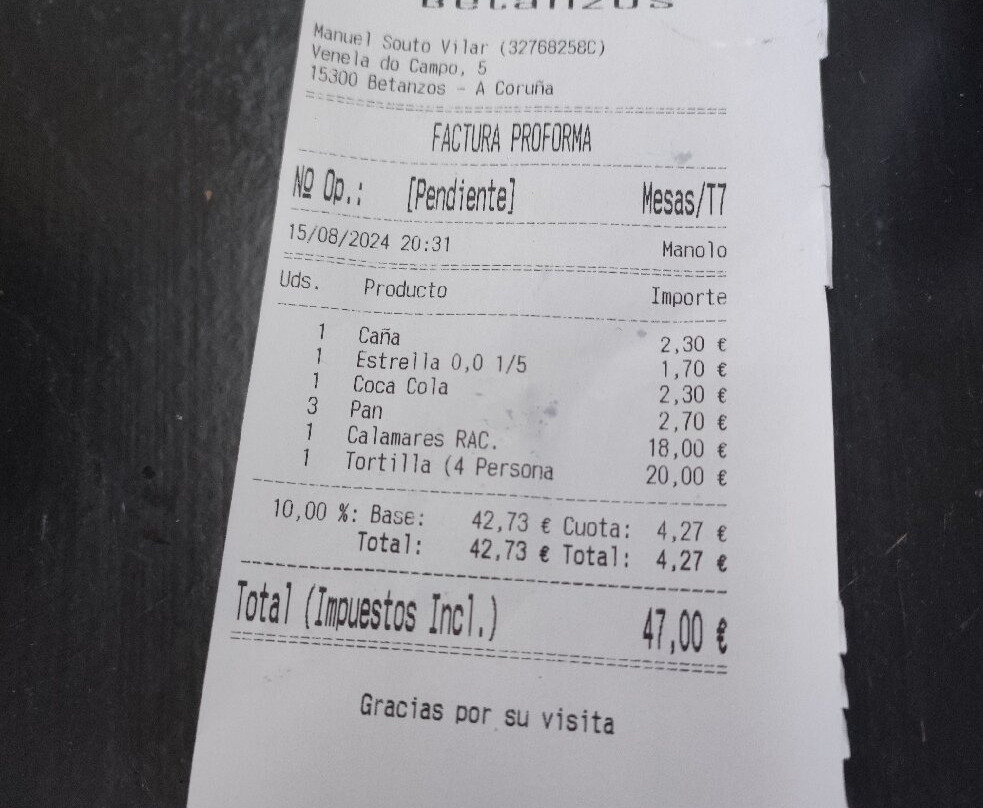 Betanzos
Manuel Souto Vilar (32768258C)
Venela do Campo, 5
15300 Betanzos - A Coruña
FACTURA PROFORMA
Nº Op.: [Pendiente] Mesas/T7
15/08/2024 20:31 Manolo
Uds. Producto Importe
1 Caña 2,30 €
1 Estrella 0,0 1/5 1,70 €
1 Coca Cola 2,30 €
3 Pan 2,70 €
1 Calamares RAC. 18,00 €
1 Tortilla (4 Persona 20,00 €
10,00 %: Base: 42,73 € Cuota: 4,27 €
Total: 42,73 € Total: 4,27 €
Total (Impuestos Incl.) 47,00 €
Gracias por su visita